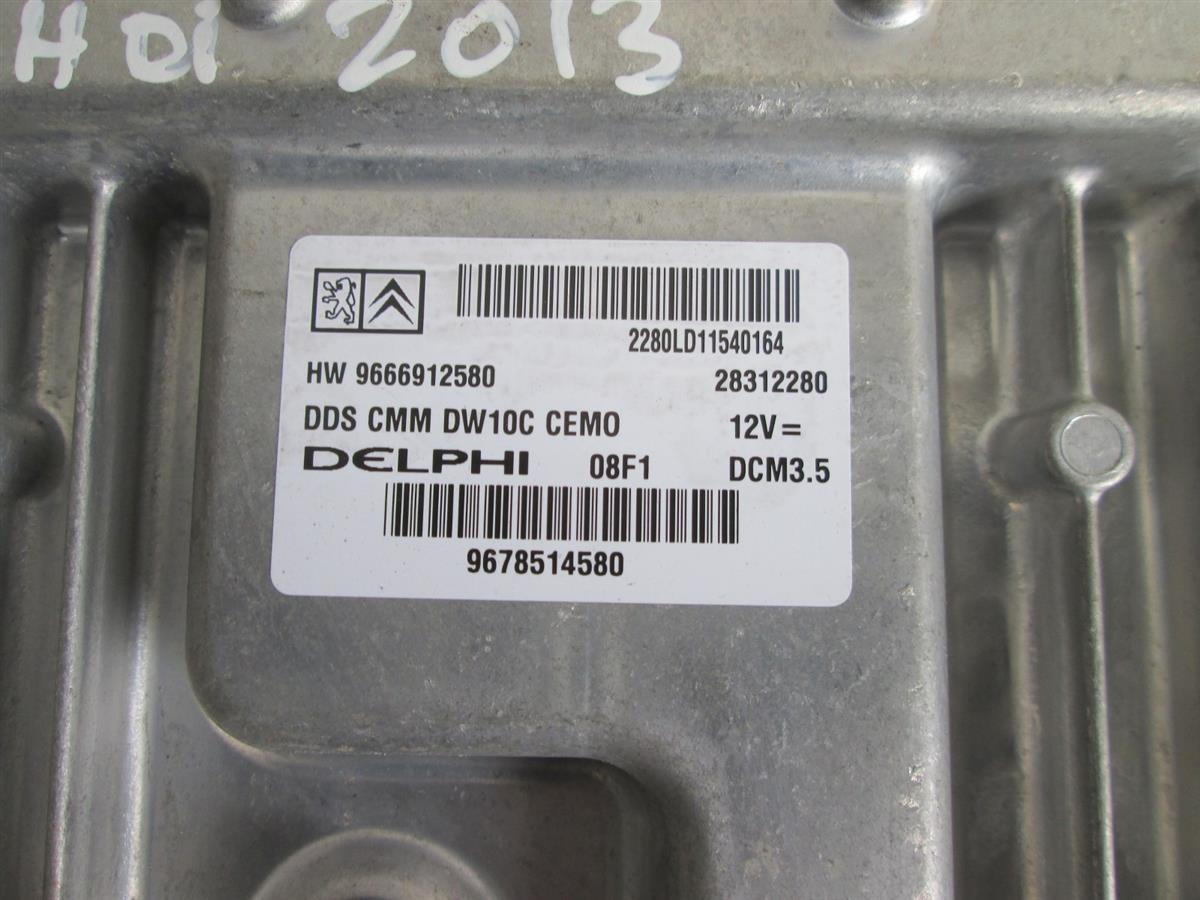 HDI 2013
2280LD11540164
HW 9666912580 28312280
DDS CMM DW10C CEMO 12V=
DELPHI 08F1 DCM3.5
9678514580